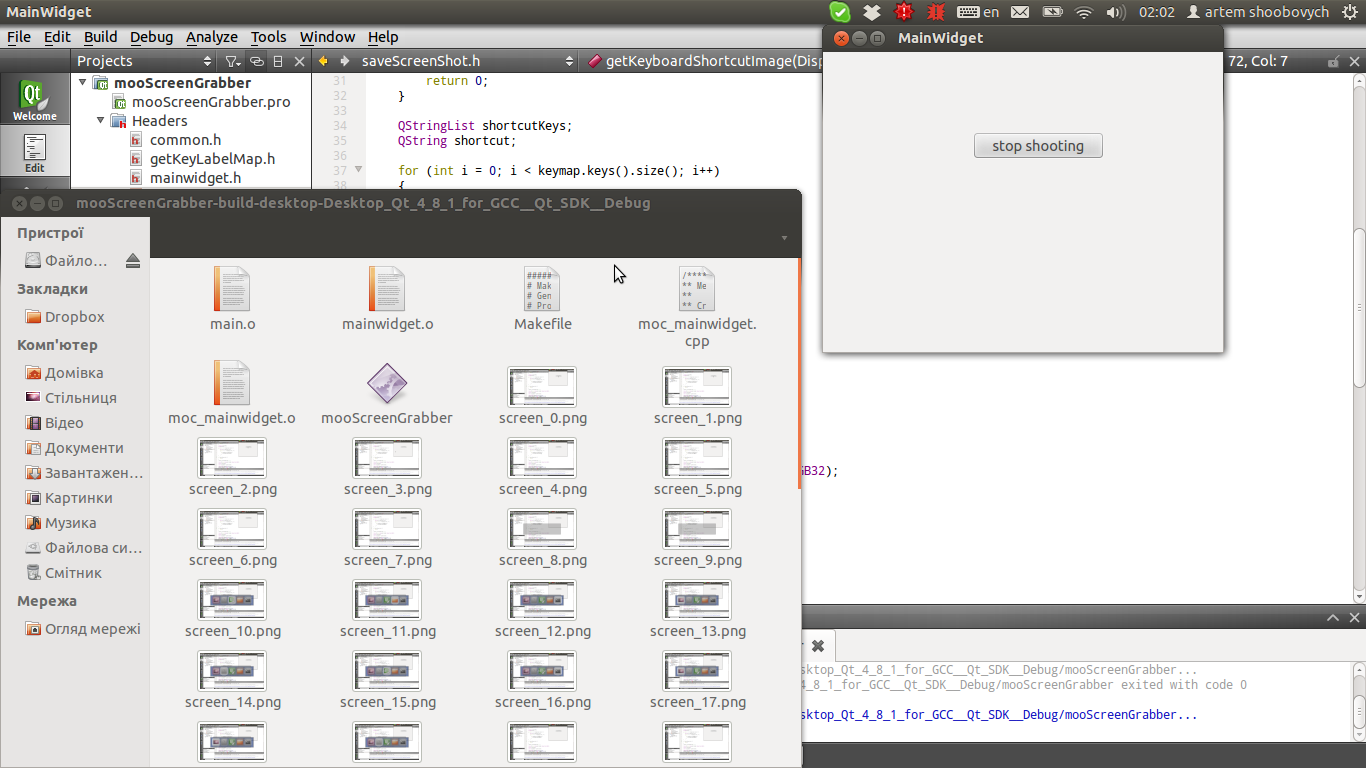 MainWidget
en
02:02
artem shoobovych
File Edit Build Debug Analyze Tools Window Help
MainWidget
stop shooting
Projects
saveScreenShot.h
getKeyboardShortcutImage(Disp
72, Col: 7
Welcome
Edit
mooScreenGrabber
mooScreenGrabber.pro
Headers
common.h
getKeyLabelMap.h
mainwidget.h
31 return 0;
32 }
33
34 QStringList shortcutKeys;
35 QString shortcut;
36
37 for (int i = 0; i < keymap.keys().size(); i++)
38 {
mooScreenGrabber-build-desktop-Desktop_Qt_4_8_1_for_GCC__Qt_SDK__Debug
Пристрої
Файло…
Закладки
Dropbox
Комп'ютер
Домівка
Стільниця
Відео
Документи
Завантажен…
Картинки
Музика
Файлова си…
Смітник
Мережа
Огляд мережі
main.o
mainwidget.o
#####
# Mak
# Gen
# Pro
Makefile
/****
** Me
**
** Cr
moc_mainwidget.
cpp
moc_mainwidget.o
mooScreenGrabber
screen_0.png
screen_1.png
screen_2.png
screen_3.png
screen_4.png
screen_5.png
screen_6.png
screen_7.png
screen_8.png
screen_9.png
screen_10.png
screen_11.png
screen_12.png
screen_13.png
screen_14.png
screen_15.png
screen_16.png
screen_17.png
GB32);
sktop_Qt_4_8_1_for_GCC__Qt_SDK__Debug/mooScreenGrabber...
4_8_1_for_GCC__Qt_SDK__Debug/mooScreenGrabber exited with code 0
sktop_Qt_4_8_1_for_GCC__Qt_SDK__Debug/mooScreenGrabber...